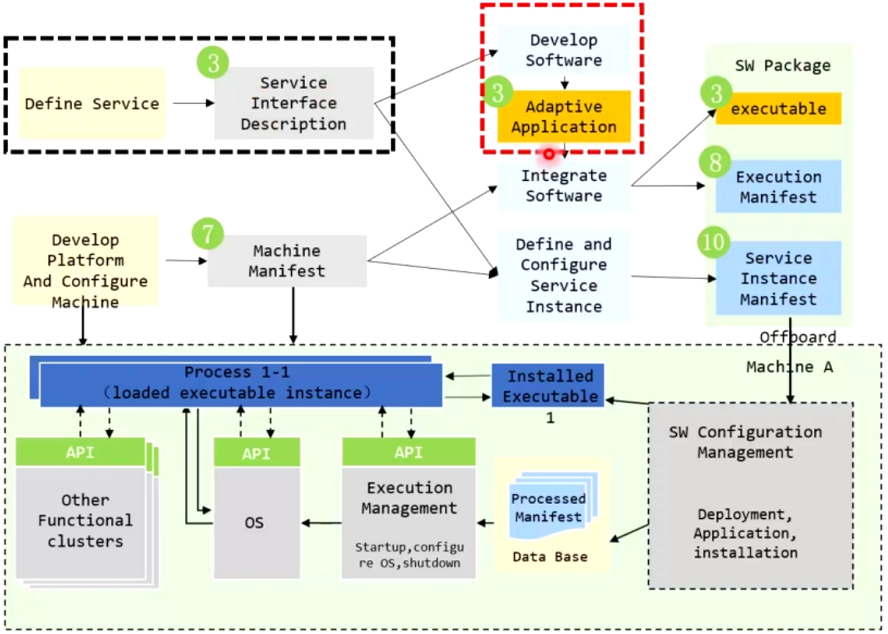 Define Service
3
Service
Interface
Description
Develop
Software
3
Adaptive
Application
Integrate
Software
SW Package
3
executable
8
Execution
Manifest
10
Service
Instance
Manifest
Develop
Platform
And Configure
Machine
7
Machine
Manifest
Define and
Configure
Service
Instance
Offboard
Machine A
Process 1-1
(loaded executable instance)
Installed
Executable
1
SW Configuration
Management
Deployment,
Application,
installation
API
Other
Functional
clusters
API
OS
API
Execution
Management
Startup,configu
re OS,shutdown
Processed
Manifest
Data Base